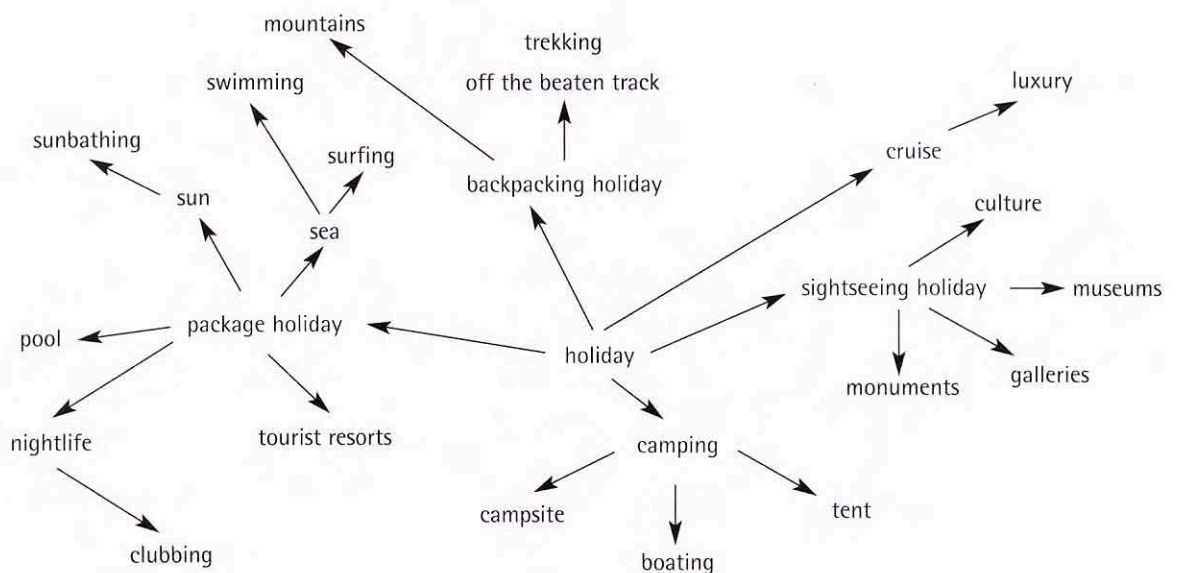 mountains
trekking
off the beaten track
luxury
swimming
sunbathing
surfing
cruise
backpacking holiday
sun
culture
sea
sightseeing holiday
museums
package holiday
pool
holiday
galleries
monuments
nightlife
tourist resorts
camping
campsite
tent
clubbing
boating